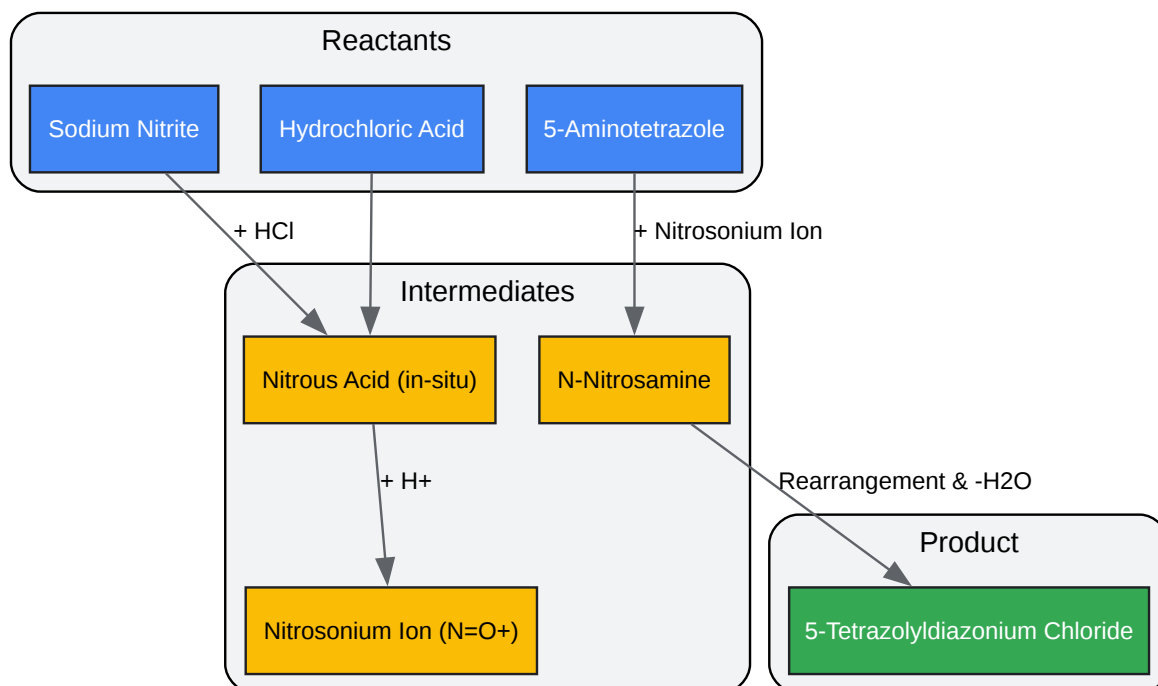 Reactants
Sodium Nitrite
Hydrochloric Acid
5-Aminotetrazole
+ HCl
+ Nitrosonium Ion
Intermediates
Nitrous Acid (in-situ)
N-Nitrosamine
+ H+
Rearrangement & -H2O
Product
Nitrosonium Ion (N=O+)
5-Tetrazolyldiazonium Chloride